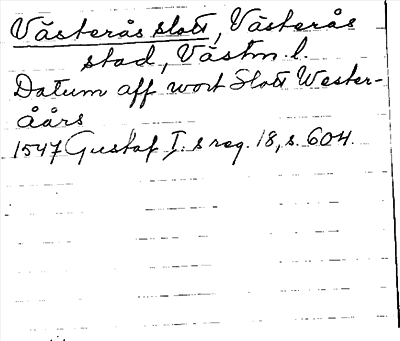 Västerås slott, Västerås
stad, Västm l.
Datum aff wort Slott Wester-
åårs
1547 Gustaf I. s reg. 18, s. 604.